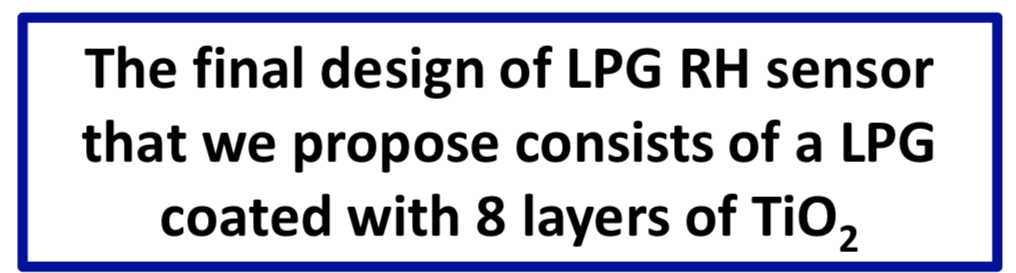 The final design of LPG RH sensor
that we propose consists of a LPG
coated with 8 layers of TiO₂